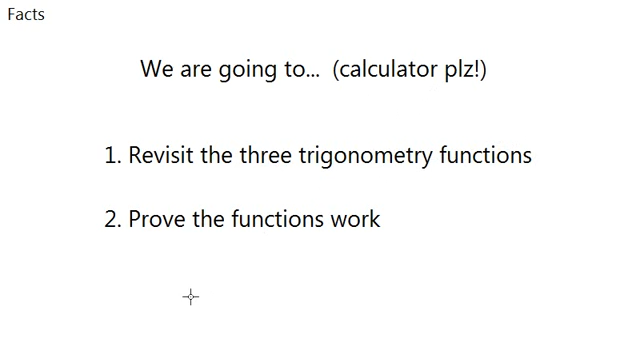 Facts
We are going to... (calculator plz!)
1. Revisit the three trigonometry functions
2. Prove the functions work